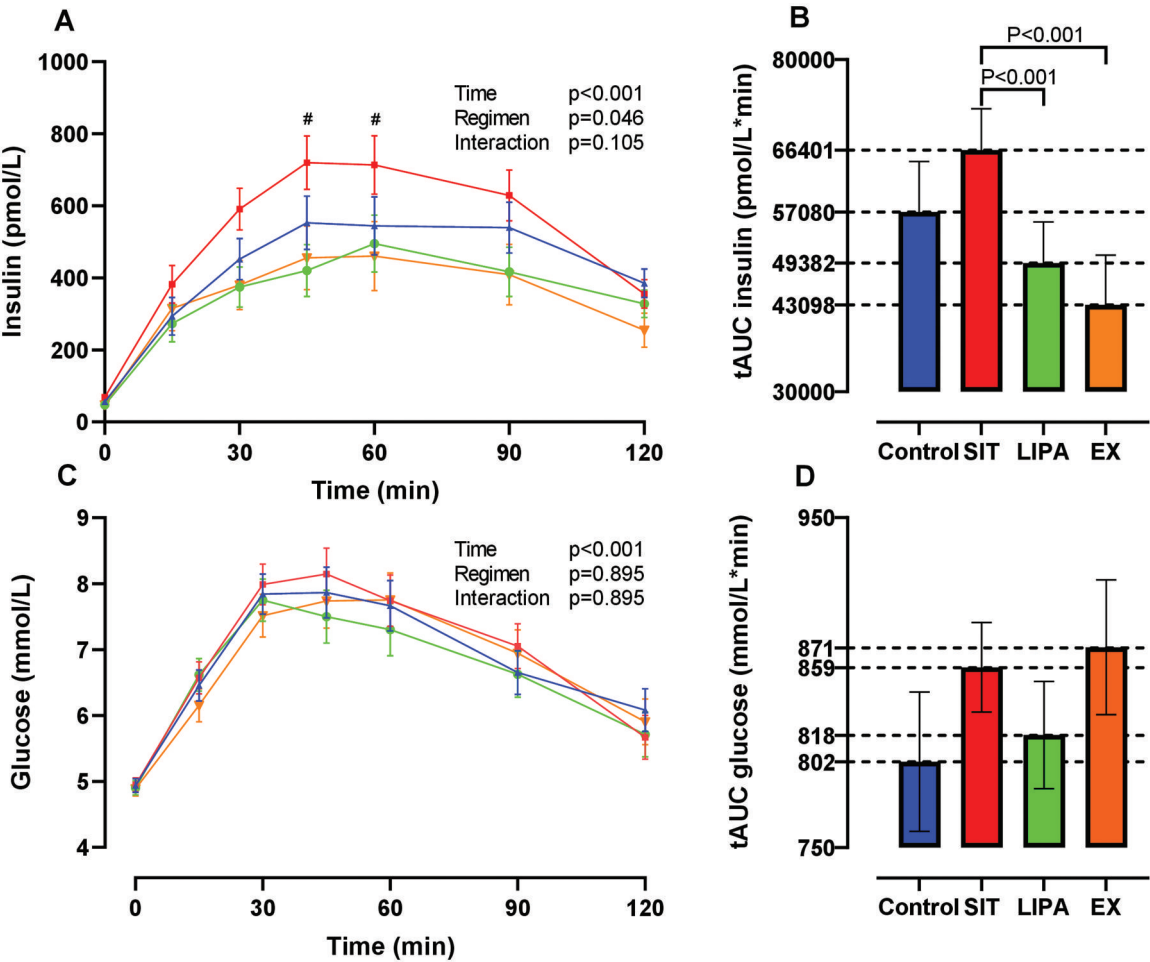 A
Insulin (pmol/L)
1000
800
600
400
200
0
0 30 60 90 120
Time (min)
# #
Time p<0.001
Regimen p=0.046
Interaction p=0.105
B
tAUC insulin (pmol/L*min)
80000
66401
57080
49382
43098
30000
P<0.001
P<0.001
Control SIT LIPA EX
C
Glucose (mmol/L)
9
8
7
6
5
4
0 30 60 90 120
Time (min)
Time p<0.001
Regimen p=0.895
Interaction p=0.895
D
tAUC glucose (mmol/L*min)
950
871
859
818
802
750
Control SIT LIPA EX